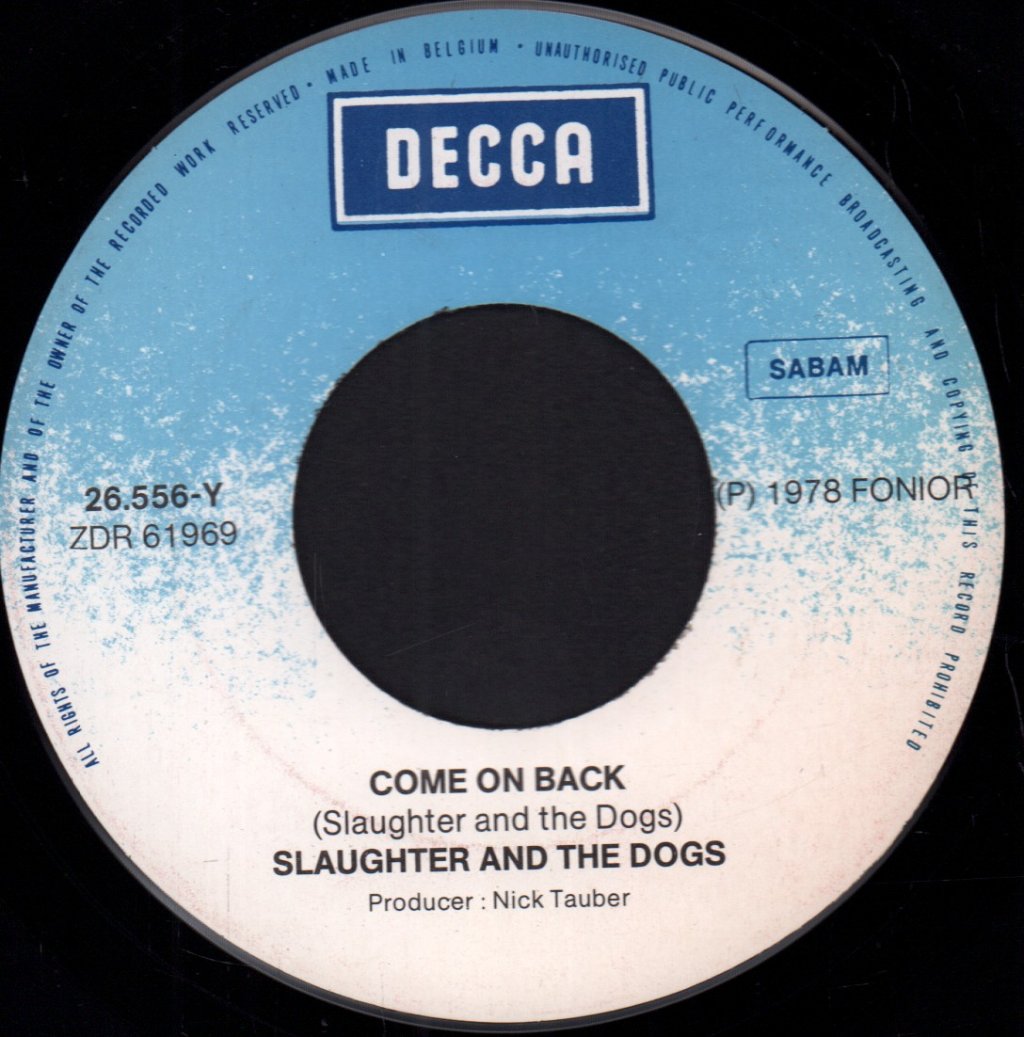 ALL RIGHTS OF THE MANUFACTURER AND OF THE OWNER OF THE RECORDED WORK RESERVED • MADE IN BELGIUM • UNAUTHORISED PUBLIC PERFORMANCE BROADCASTING AND COPYING OF THIS RECORD PROHIBITED
DECCA
SABAM
26.556-Y
ZDR 61969
(P) 1978 FONIOR
COME ON BACK
(Slaughter and the Dogs)
SLAUGHTER AND THE DOGS
Producer : Nick Tauber